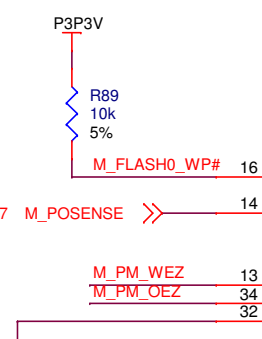 P3P3V
R89
10k
5%
M_FLASH0_WP# 16
7 M_POSENSE 14
M_PM_WEZ 13
M_PM_OEZ 34
32